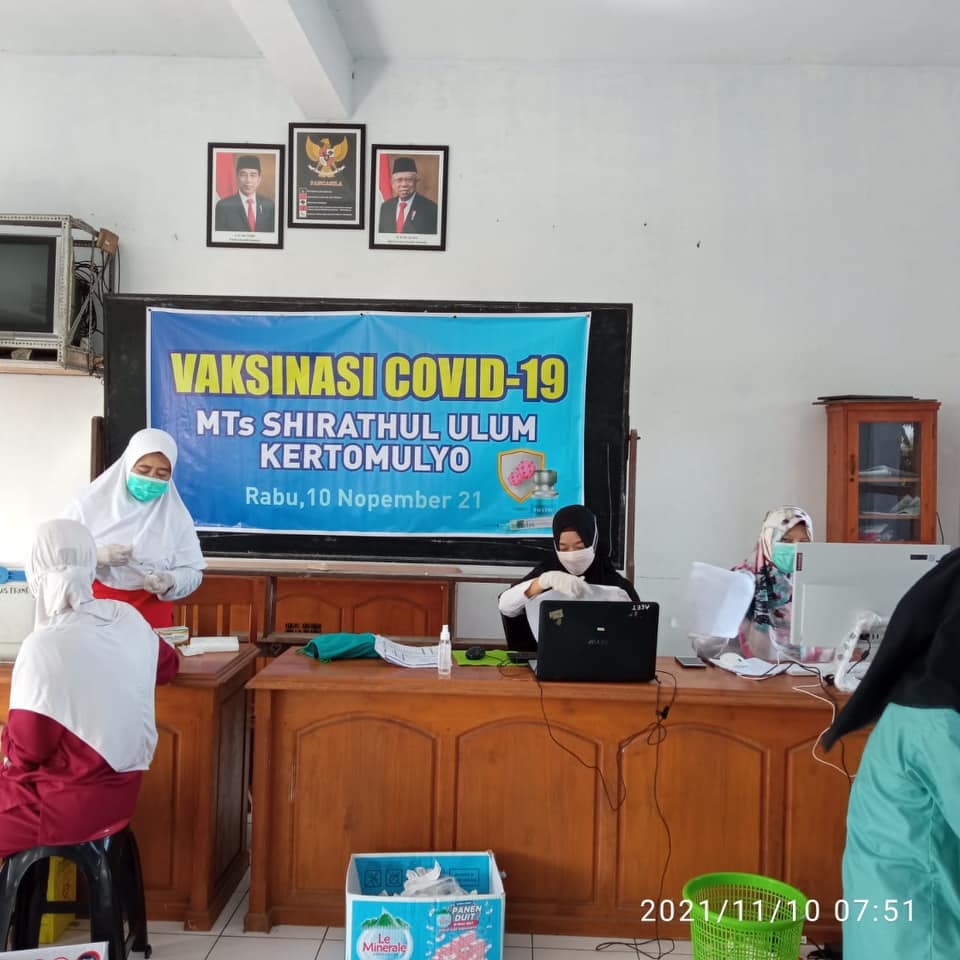 PANCASILA
VAKSINASI COVID-19
MTs SHIRATHUL ULUM
KERTOMULYO
Rabu,10 Nopember 21
ACER
Le
Minerale
PANEN
DUIT
2021/11/10 07:51